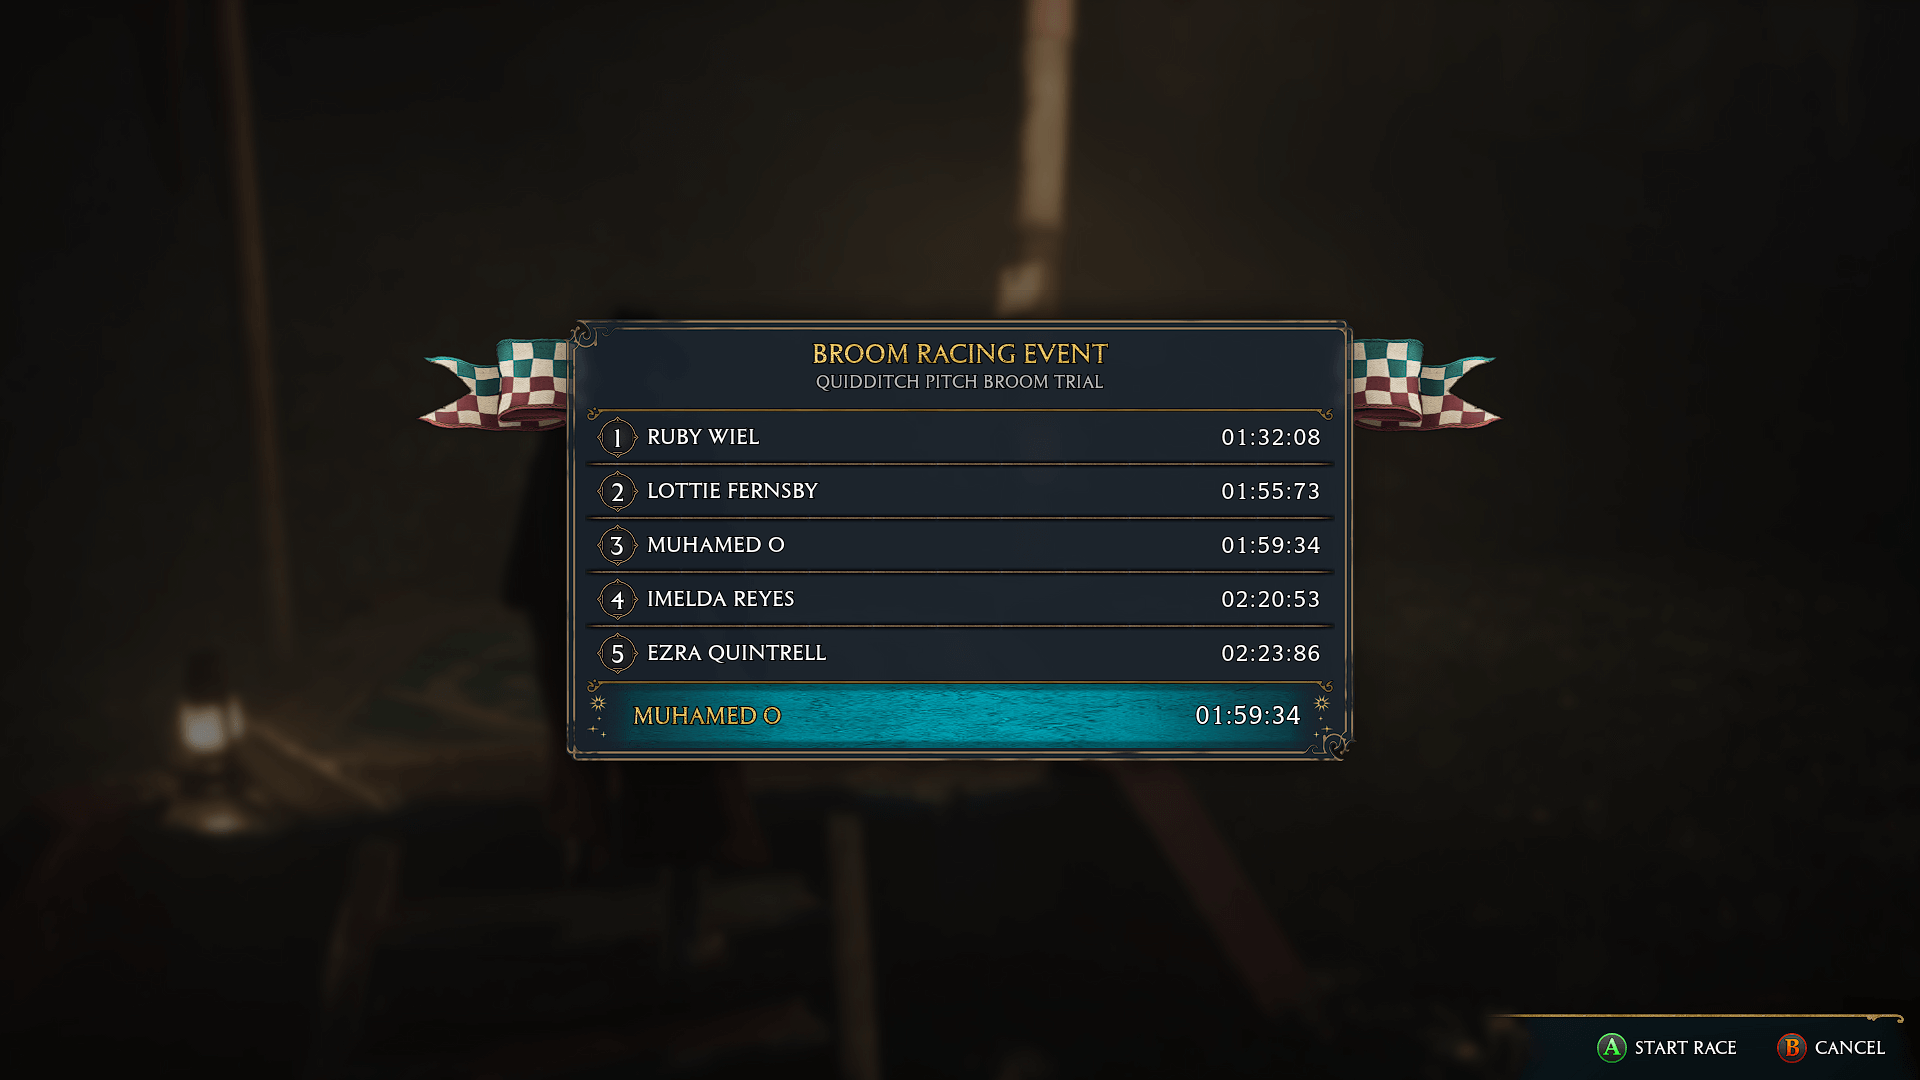 BROOM RACING EVENT
QUIDDITCH PITCH BROOM TRIAL
1 RUBY WIEL 01:32:08
2 LOTTIE FERNSBY 01:55:73
3 MUHAMED O 01:59:34
4 IMELDA REYES 02:20:53
5 EZRA QUINTRELL 02:23:86
MUHAMED O 01:59:34
A START RACE B CANCEL